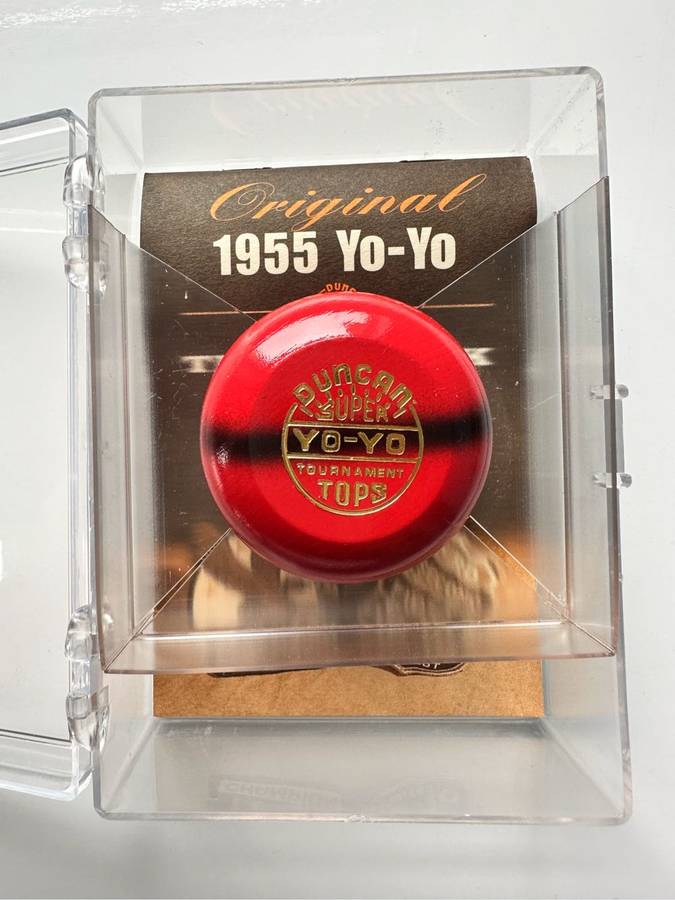 Original
1955 Yo-Yo
DUNCAN
SUPER
YO-YO
TOURNAMENT
TOPS